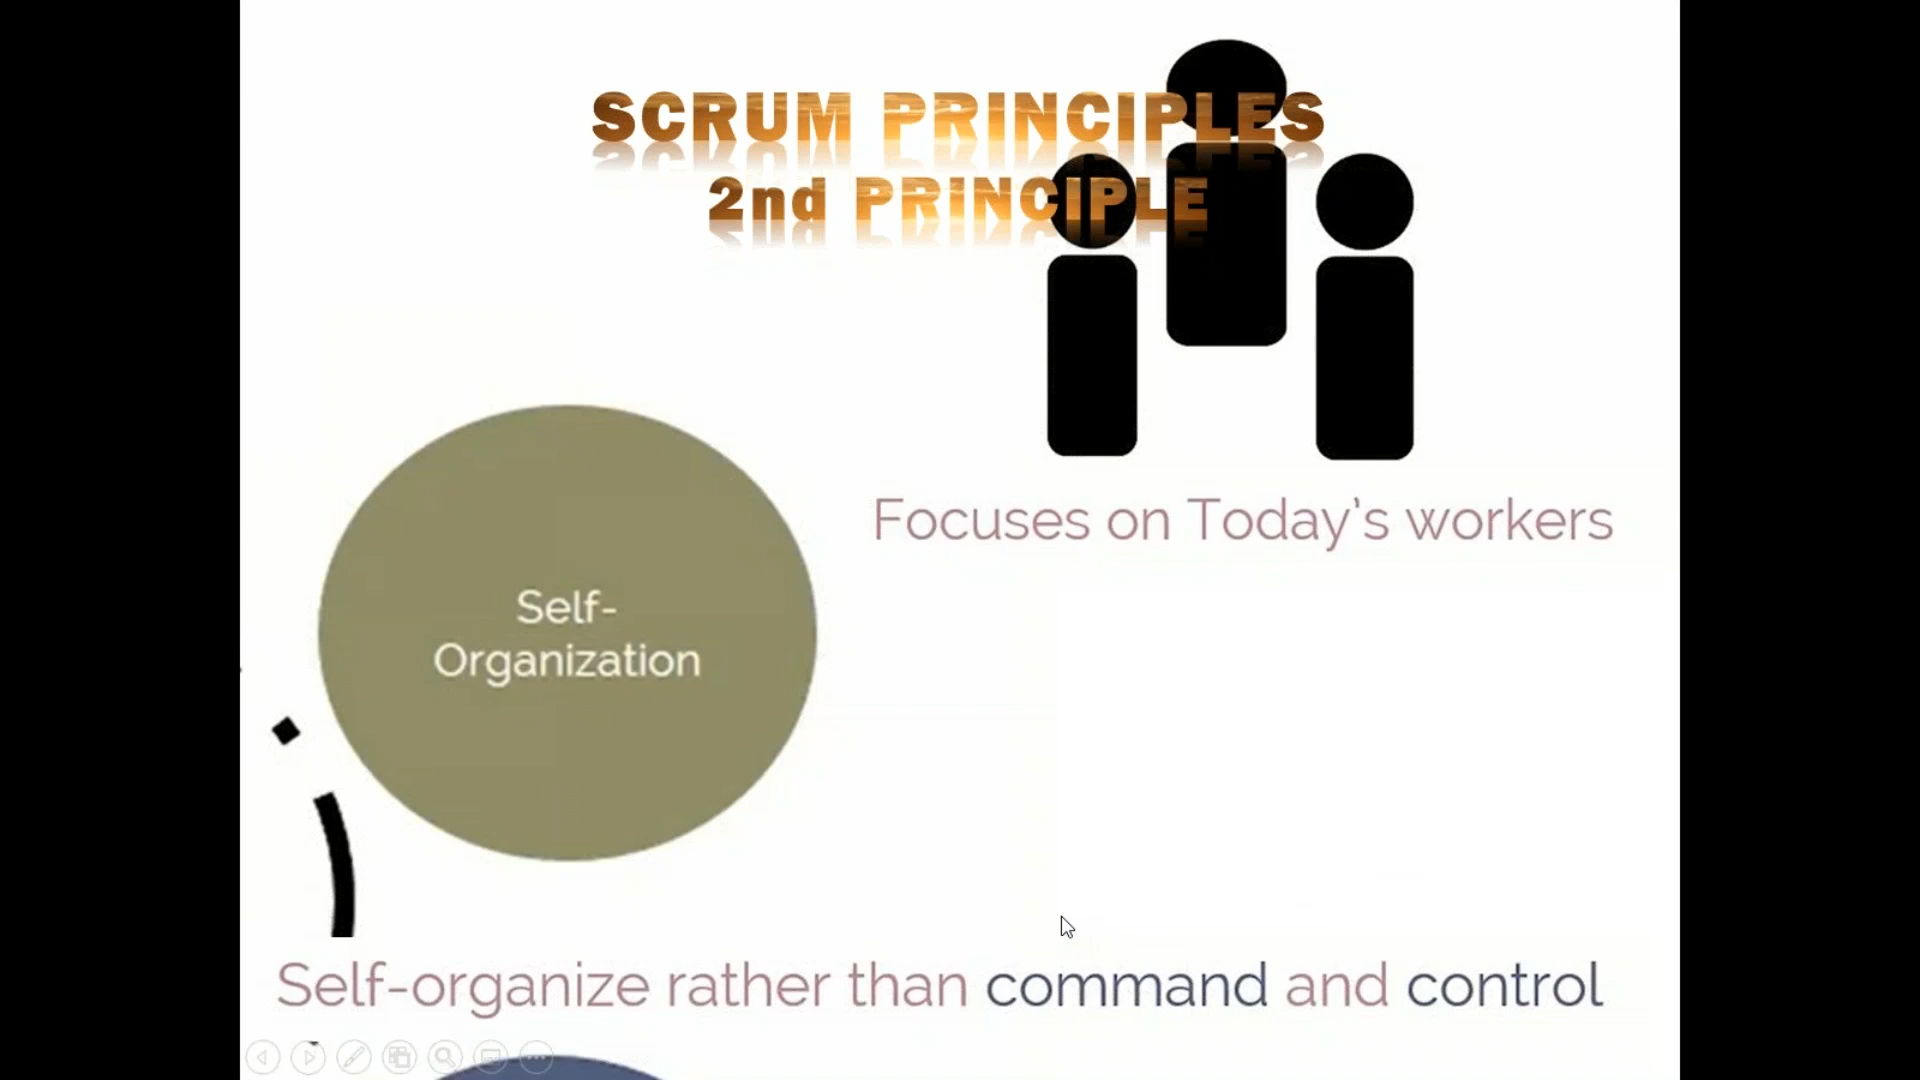 SCRUM PRINCIPLES
2nd PRINCIPLE
Focuses on Today's workers
Self-
Organization
Self-organize rather than command and control